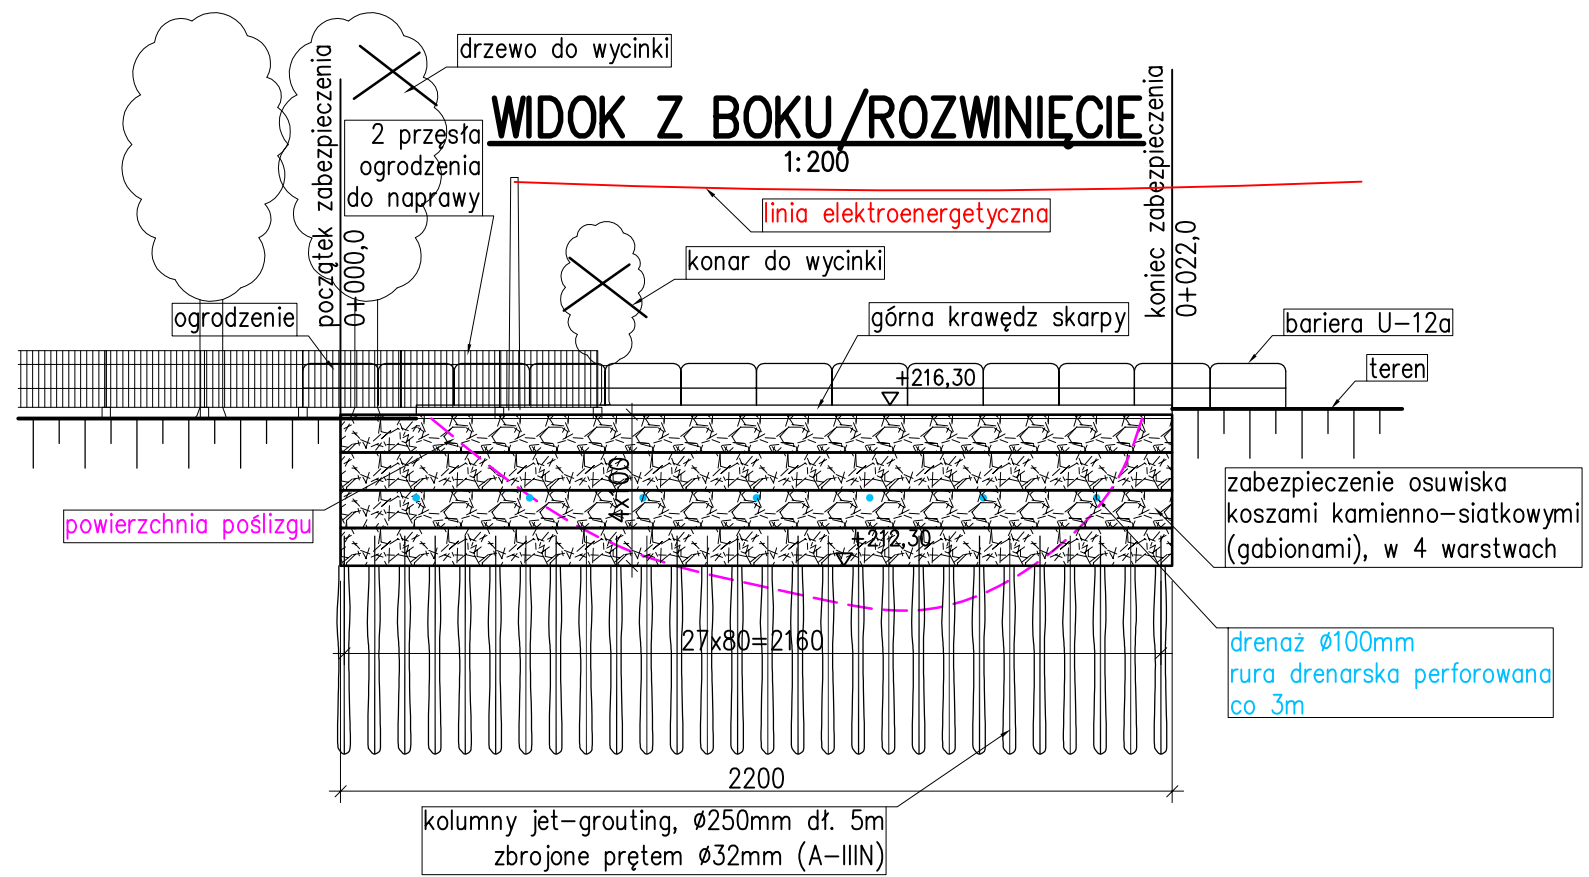 drzewo do wycinki
WIDOK Z BOKU/ROZWINIĘCIE
1:200
początek zabezpieczenia
0+000,0
2 przęsła
ogrodzenia
do naprawy
koniec zabezpieczenia
0+022,0
linia elektroenergetyczna
konar do wycinki
ogrodzenie
górna krawędz skarpy
bariera U-12a
teren
+216,30
4x100
powierzchnia poślizgu
+212,30
zabezpieczenie osuwiska
koszami kamienno-siatkowymi
(gabionami), w 4 warstwach
27x80=2160
drenaż Ø100mm
rura drenarska perforowana
co 3m
2200
kolumny jet-grouting, Ø250mm dł. 5m
zbrojone prętem Ø32mm (A-IIIN)